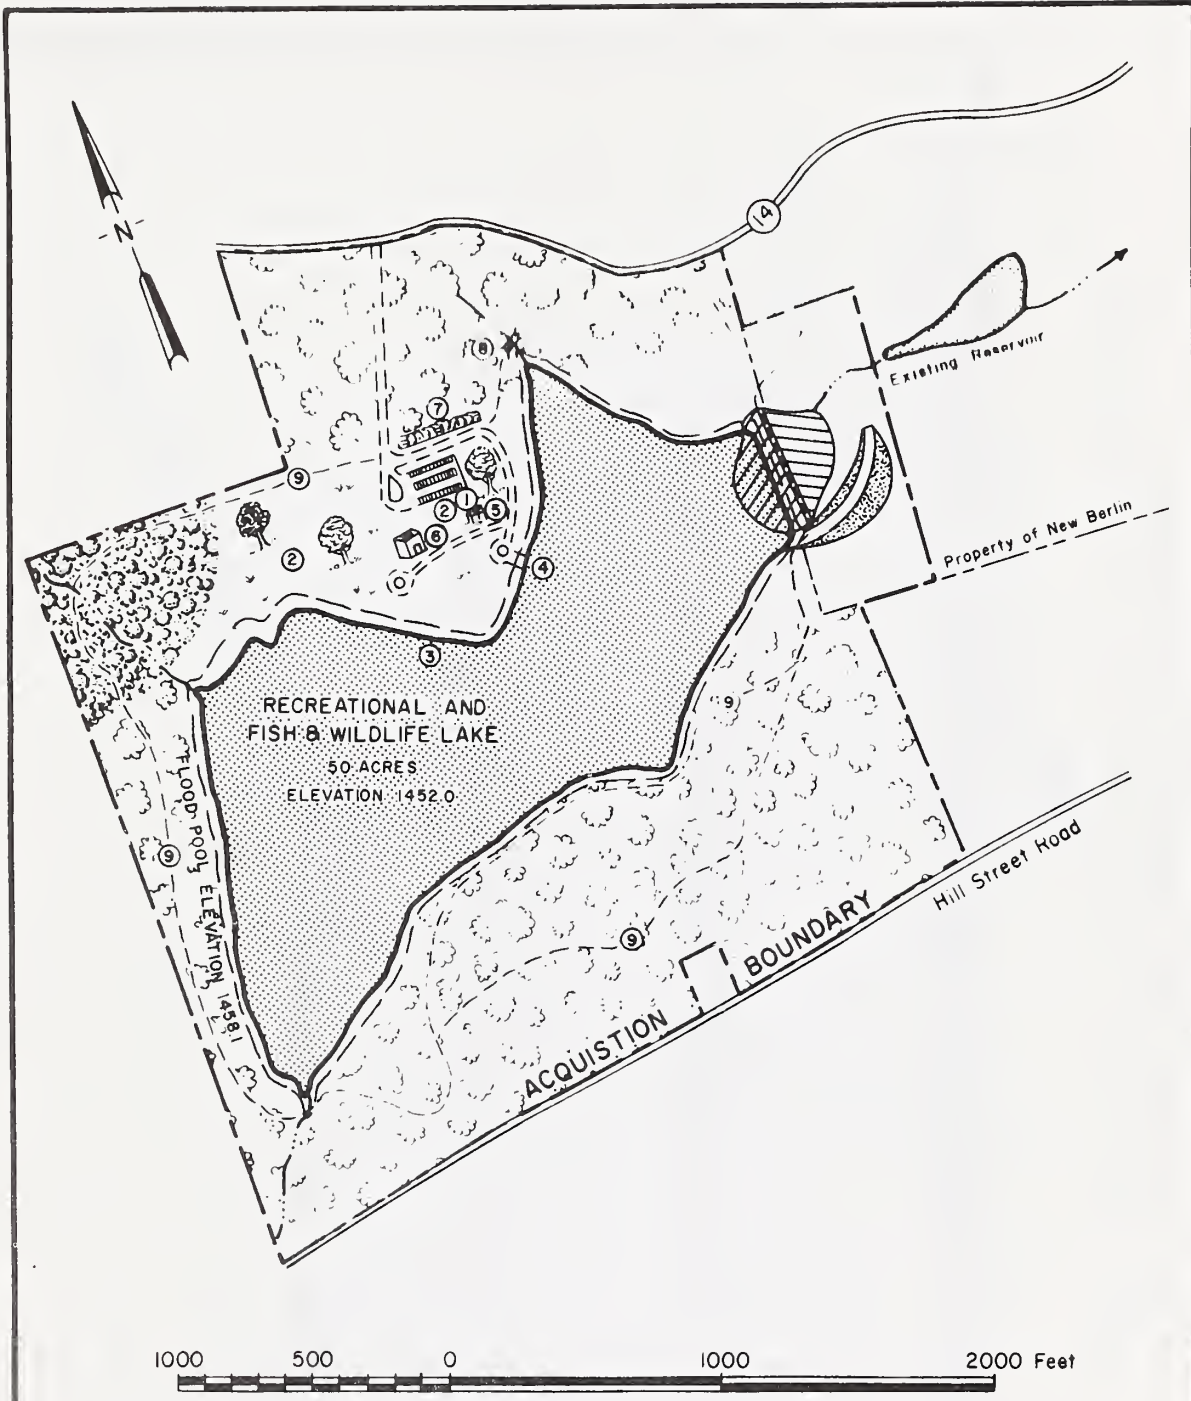 14
N
Existing Reservoir
8
7
9
1
2
5
6
Property of New Berlin
2
4
3
RECREATIONAL AND
FISH & WILDLIFE LAKE
50 ACRES
ELEVATION 1452.0
9
FLOOD POOL ELEVATION 1458.1
9
Hill Street Road
9
ACQUISTION BOUNDARY
1000 500 0 1000 2000 Feet